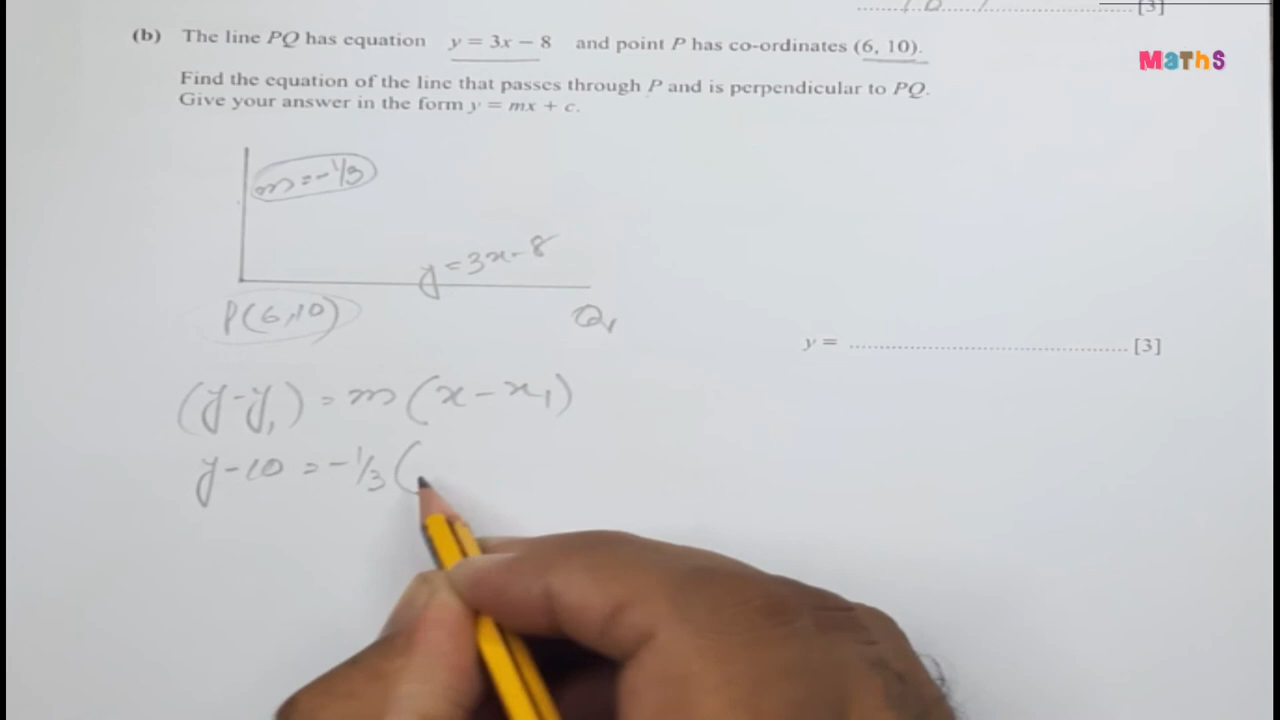 [3]
(b) The line PQ has equation y = 3x − 8 and point P has co-ordinates (6, 10).
MaThS
Find the equation of the line that passes through P and is perpendicular to PQ.
Give your answer in the form y = mx + c.
m = -1/3
y = 3x - 8
P(6,10)
Q
y = ........................................................ [3]
(y - y₁) = m(x - x₁)
y - 10 = -1/3(